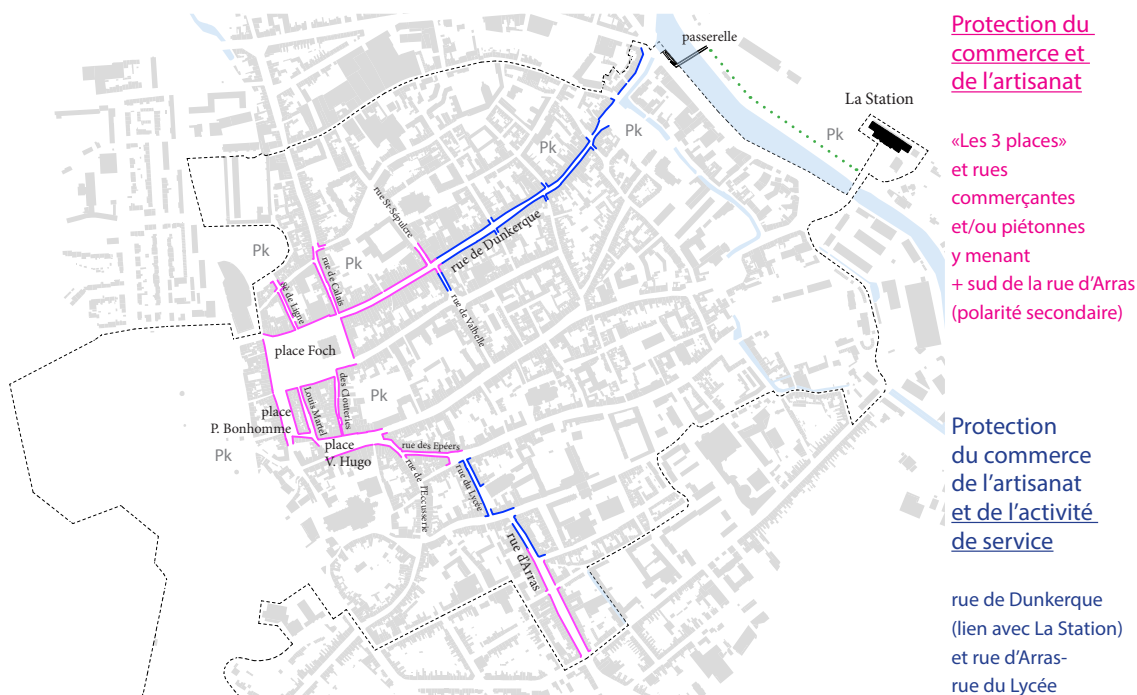 passerelle
La Station
Pk
Pk
Pk
rue St-Sépulcre
rue de Dunkerque
Pk
Pk
rue de Calais
de Ligne
rue de Valbelle
place Foch
Pk
des Clouteries
Louis Martel
place
P. Bonhomme
place
V. Hugo
rue des Epéers
Pk
rue de l'Eccusserie
rue du Lycée
rue d'Arras
Protection du
commerce et
de l'artisanat
«Les 3 places»
et rues
commerçantes
et/ou piétonnes
y menant
+ sud de la rue d'Arras
(polarité secondaire)
Protection
du commerce
de l'artisanat
et de l'activité
de service
rue de Dunkerque
(lien avec La Station)
et rue d'Arras-
rue du Lycée